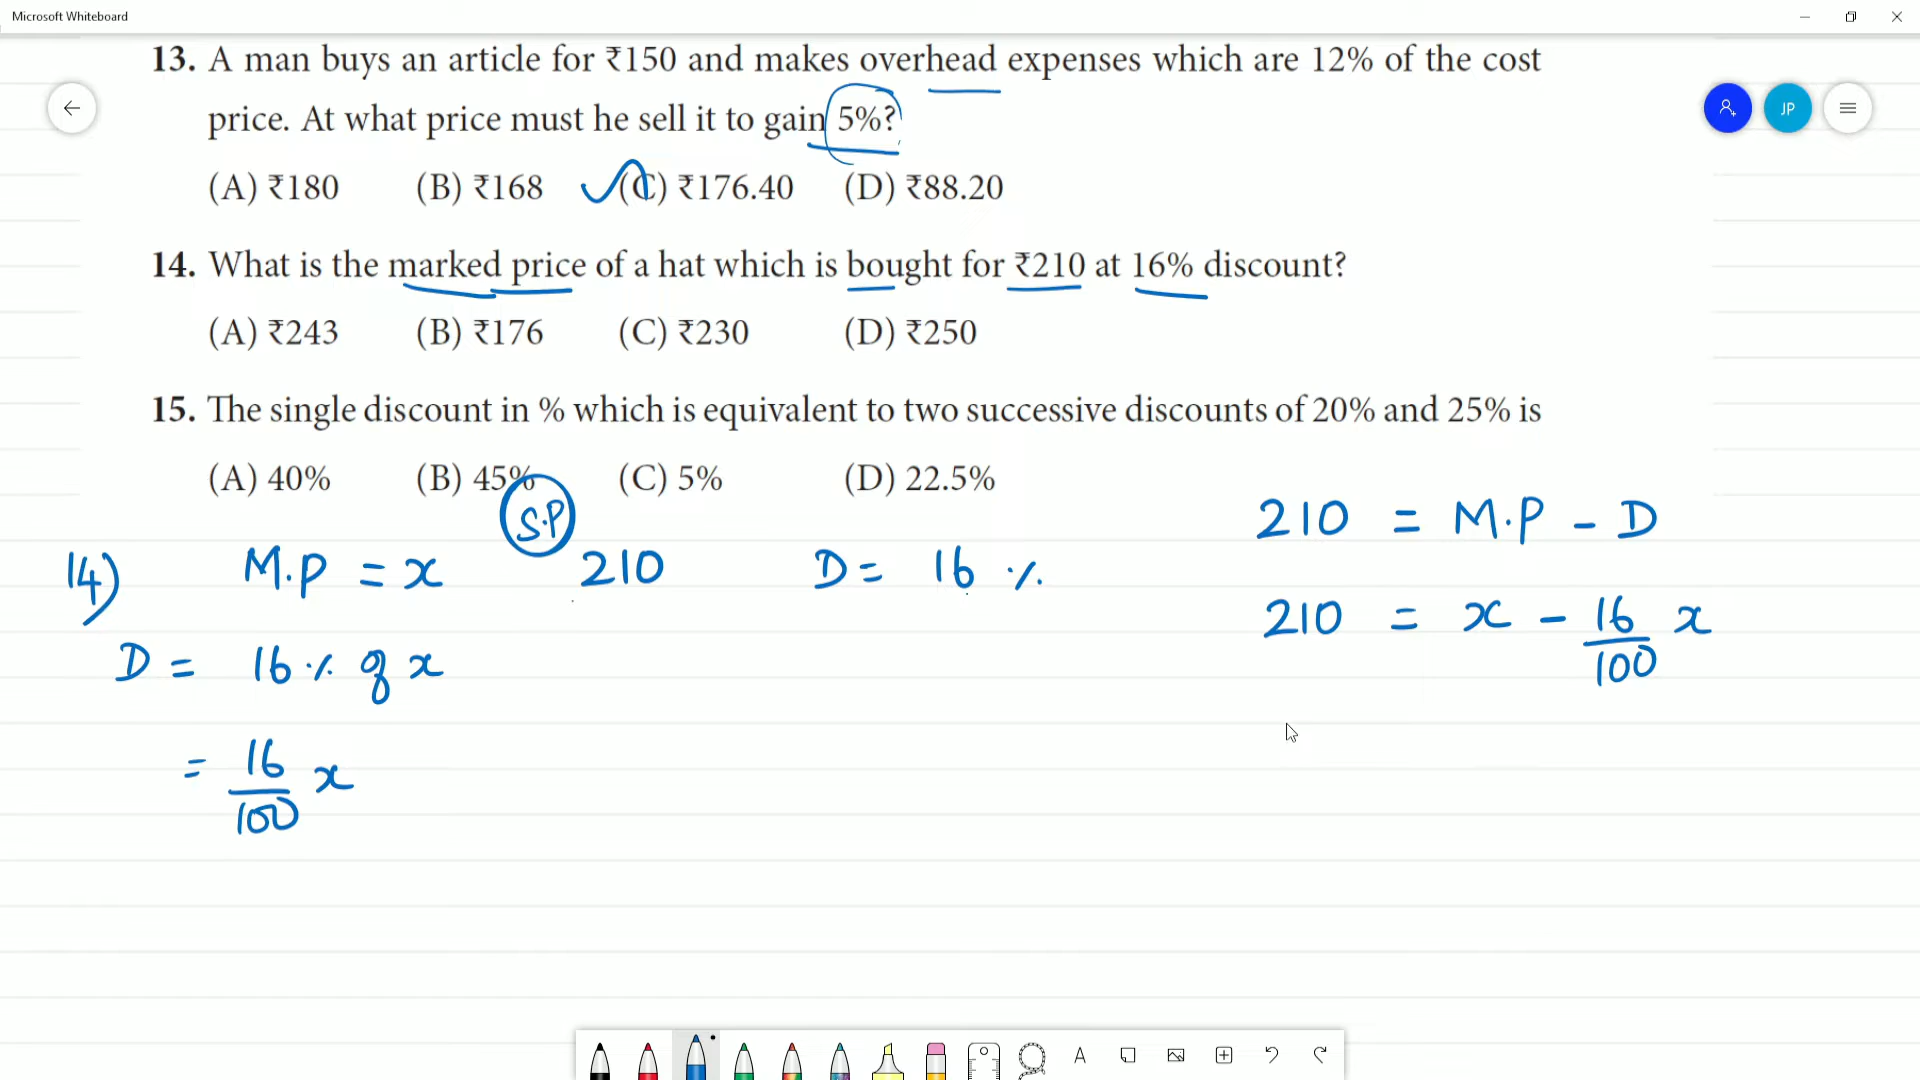 Microsoft Whiteboard
13. A man buys an article for ₹150 and makes overhead expenses which are 12% of the cost
price. At what price must he sell it to gain 5%?
JP
(A) ₹180 (B) ₹168 (C) ₹176.40 (D) ₹88.20
14. What is the marked price of a hat which is bought for ₹210 at 16% discount?
(A) ₹243 (B) ₹176 (C) ₹230 (D) ₹250
15. The single discount in % which is equivalent to two successive discounts of 20% and 25% is
(A) 40% (B) 45% (C) 5% (D) 22.5%
S.P
210 = M.P - D
14) M.P = x 210 D = 16 %
210 = x - 16/100 x
D = 16 % of x
= 16/100 x
A